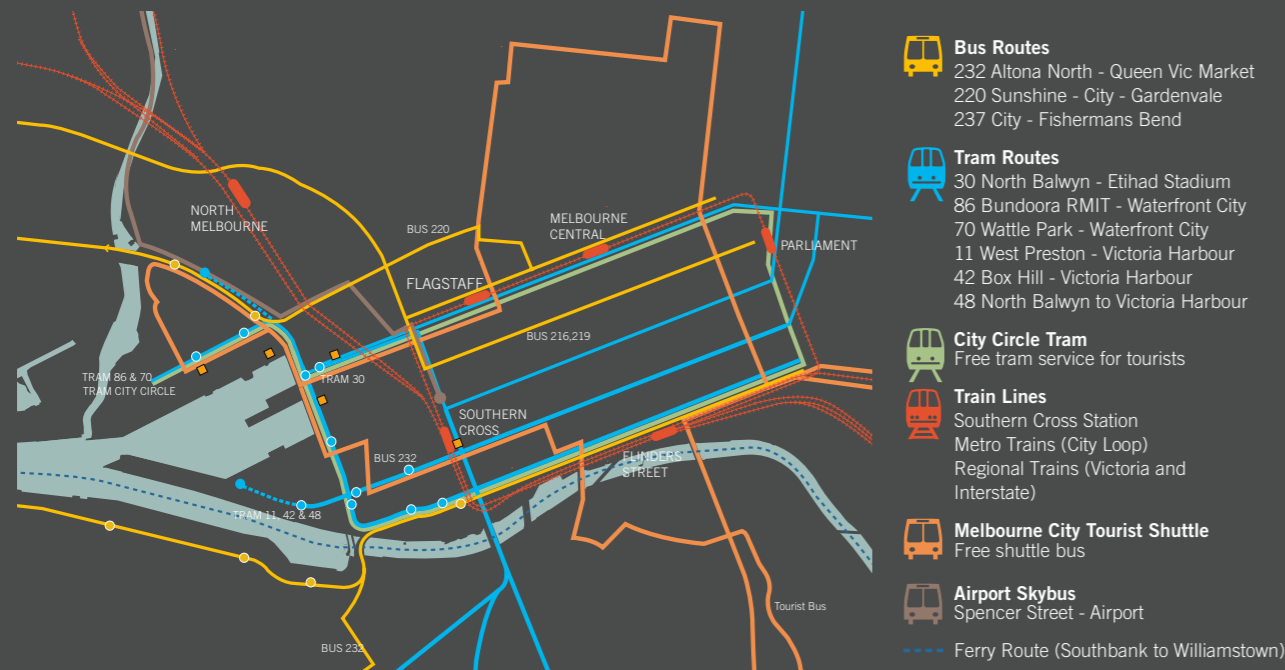 NORTH
MELBOURNE
BUS 220
MELBOURNE
CENTRAL
PARLIAMENT
FLAGSTAFF
BUS 216,219
TRAM 86 & 70
TRAM CITY CIRCLE
TRAM 30
SOUTHERN
CROSS
BUS 232
FLINDERS
STREET
TRAM 11, 42 & 48
Tourist Bus
BUS 232
Bus Routes
232 Altona North - Queen Vic Market
220 Sunshine - City - Gardenvale
237 City - Fishermans Bend
Tram Routes
30 North Balwyn - Etihad Stadium
86 Bundoora RMIT - Waterfront City
70 Wattle Park - Waterfront City
11 West Preston - Victoria Harbour
42 Box Hill - Victoria Harbour
48 North Balwyn to Victoria Harbour
City Circle Tram
Free tram service for tourists
Train Lines
Southern Cross Station
Metro Trains (City Loop)
Regional Trains (Victoria and
Interstate)
Melbourne City Tourist Shuttle
Free shuttle bus
Airport Skybus
Spencer Street - Airport
Ferry Route (Southbank to Williamstown)